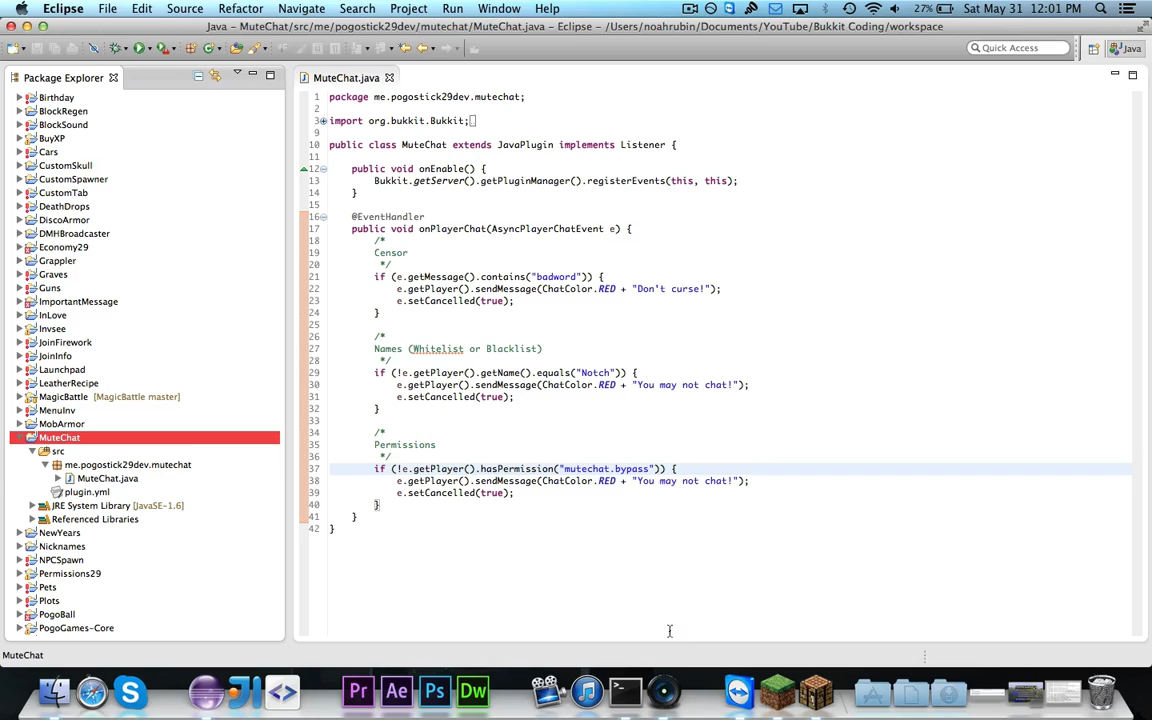 Eclipse File Edit Source Refactor Navigate Search Project Run Window Help 27% Sat May 31 12:01 PM
Java – MuteChat/src/me/pogostick29dev/mutechat/MuteChat.java – Eclipse – /Users/noahrubin/Documents/YouTube/Bukkit Coding/workspace
Quick Access
Java
Package Explorer
Birthday
BlockRegen
BlockSound
BuyXP
Cars
CustomSkull
CustomSpawner
CustomTab
DeathDrops
DiscoArmor
DMHBroadcaster
Economy29
Grappler
Graves
Guns
ImportantMessage
InLove
Invsee
JoinFirework
JoinInfo
Launchpad
LeatherRecipe
MagicBattle [MagicBattle master]
MenuInv
MobArmor
MuteChat
src
me.pogostick29dev.mutechat
MuteChat.java
plugin.yml
JRE System Library [JavaSE-1.6]
Referenced Libraries
NewYears
Nicknames
NPCSpawn
Permissions29
Pets
Plots
PogoBall
PogoGames-Core
MuteChat.java
1 package me.pogostick29dev.mutechat;
2
3 import org.bukkit.Bukkit;
9
10 public class MuteChat extends JavaPlugin implements Listener {
11
12 public void onEnable() {
13 Bukkit.getServer().getPluginManager().registerEvents(this, this);
14 }
15
16 @EventHandler
17 public void onPlayerChat(AsyncPlayerChatEvent e) {
18 /*
19 Censor
20 */
21 if (e.getMessage().contains("badword")) {
22 e.getPlayer().sendMessage(ChatColor.RED + "Don't curse!");
23 e.setCancelled(true);
24 }
25
26 /*
27 Names (Whitelist or Blacklist)
28 */
29 if (!e.getPlayer().getName().equals("Notch")) {
30 e.getPlayer().sendMessage(ChatColor.RED + "You may not chat!");
31 e.setCancelled(true);
32 }
33
34 /*
35 Permissions
36 */
37 if (!e.getPlayer().hasPermission("mutechat.bypass")) {
38 e.getPlayer().sendMessage(ChatColor.RED + "You may not chat!");
39 e.setCancelled(true);
40 }
41 }
42 }
MuteChat
Pr Ae Ps Dw